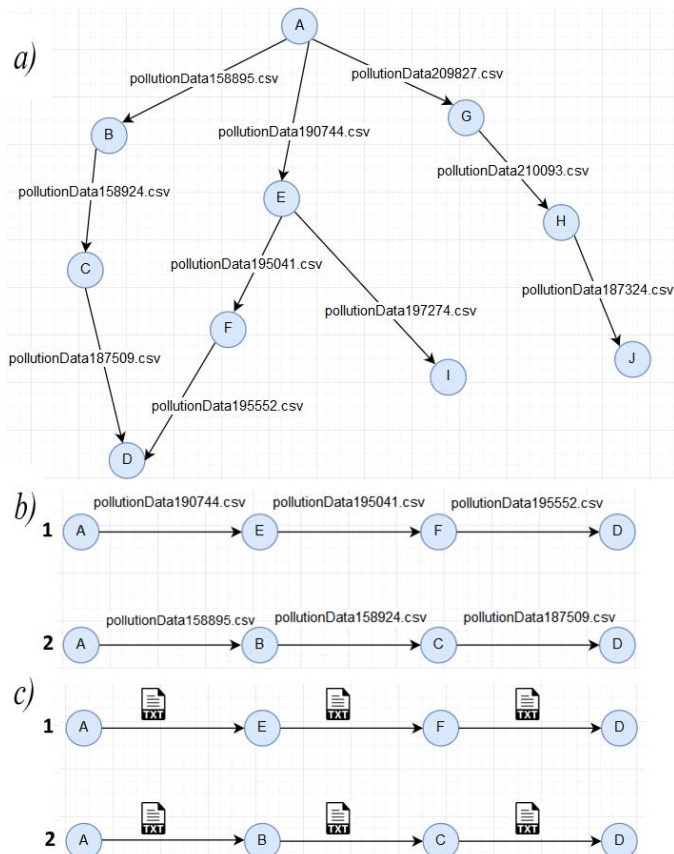 a)
A
pollutionData158895.csv
pollutionData209827.csv
pollutionData190744.csv
B
G
pollutionData158924.csv
pollutionData210093.csv
E
H
C
pollutionData195041.csv
pollutionData197274.csv
pollutionData187324.csv
F
pollutionData187509.csv
I
J
pollutionData195552.csv
D
b)
pollutionData190744.csv pollutionData195041.csv pollutionData195552.csv
1 A E F D
pollutionData158895.csv pollutionData158924.csv pollutionData187509.csv
2 A B C D
c)
TXT TXT TXT
1 A E F D
TXT TXT TXT
2 A B C D